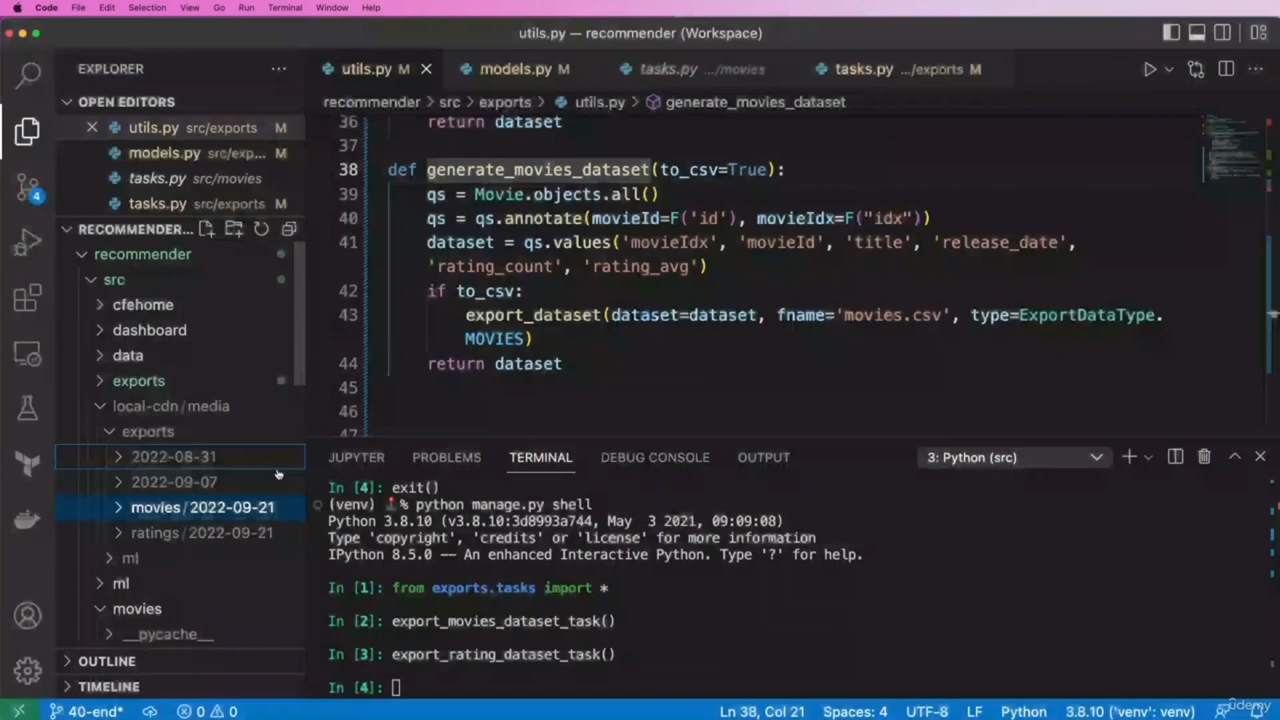 Code File Edit Selection View Go Run Terminal Window Help
utils.py — recommender (Workspace)
EXPLORER
utils.py M models.py M tasks.py .../movies tasks.py .../exports M
OPEN EDITORS
recommender > src > exports > utils.py > generate_movies_dataset
utils.py src/exports M
models.py src/exp... M
tasks.py src/movies
tasks.py src/exports M
RECOMMENDER...
recommender
src
cfehome
dashboard
data
exports
local-cdn/media
exports
2022-08-31
2022-09-07
movies/2022-09-21
ratings/2022-09-21
ml
ml
movies
__pycache__
OUTLINE
TIMELINE
4
36 return dataset
37
38 def generate_movies_dataset(to_csv=True):
39 qs = Movie.objects.all()
40 qs = qs.annotate(movieId=F('id'), movieIdx=F("idx"))
41 dataset = qs.values('movieIdx', 'movieId', 'title', 'release_date',
'rating_count', 'rating_avg')
42 if to_csv:
43 export_dataset(dataset=dataset, fname='movies.csv', type=ExportDataType.
MOVIES)
44 return dataset
45
46
47
JUPYTER PROBLEMS TERMINAL DEBUG CONSOLE OUTPUT 3: Python (src)
In [4]: exit()
(venv) % python manage.py shell
Python 3.8.10 (v3.8.10:3d8993a744, May 3 2021, 09:09:08)
Type 'copyright', 'credits' or 'license' for more information
IPython 8.5.0 -- An enhanced Interactive Python. Type '?' for help.
In [1]: from exports.tasks import *
In [2]: export_movies_dataset_task()
In [3]: export_rating_dataset_task()
In [4]:
40-end* 0 0 Ln 38, Col 21 Spaces: 4 UTF-8 LF Python 3.8.10 ('venv': venv)
ûdemy